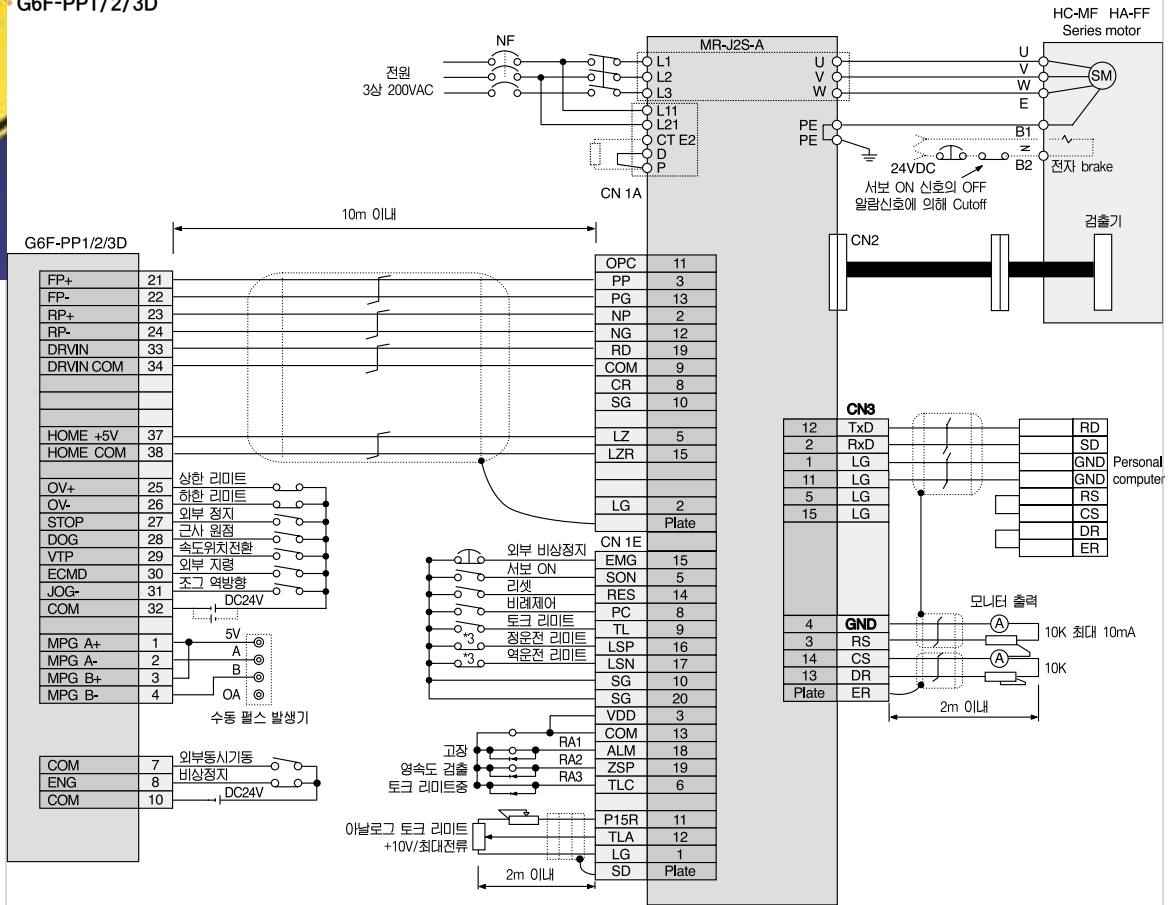 G6F-PP1/2/3D
HC-MF HA-FF
Series motor
NF
MR-J2S-A
전원
3상 200VAC
L1
L2
L3
L11
L21
CT E2
D
P
U
V
W
PE
PE
U
V
W
E
SM
B1
Z
B2
24VDC
전자 brake
서보 ON 신호의 OFF
알람신호에 의해 Cutoff
CN 1A
10m 이내
검출기
CN2
G6F-PP1/2/3D
FP+ 21
FP- 22
RP+ 23
RP- 24
DRVIN 33
DRVIN COM 34
HOME +5V 37
HOME COM 38
OV+ 25 상한 리미트
OV- 26 하한 리미트
STOP 27 외부 정지
DOG 28 근사 원점
VTP 29 속도위치전환
ECMD 30 외부 지령
JOG- 31 조그 역방향
COM 32 DC24V
MPG A+ 1 5V
MPG A- 2 A
MPG B+ 3 B
MPG B- 4 OA
수동 펄스 발생기
COM 7 외부동시기동
ENG 8 비상정지
COM 10 DC24V
OPC 11
PP 3
PG 13
NP 2
NG 12
RD 19
COM 9
CR 8
SG 10
LZ 5
LZR 15
LG 2
Plate
CN 1E
외부 비상정지 EMG 15
서보 ON SON 5
리셋 RES 14
비례제어 PC 8
토크 리미트 TL 9
*3 정운전 리미트 LSP 16
*3 역운전 리미트 LSN 17
SG 10
SG 20
VDD 3
COM 13
고장 RA1 ALM 18
영속도 검출 RA2 ZSP 19
토크 리미트중 RA3 TLC 6
P15R 11
아날로그 토크 리미트
+10V/최대전류
TLA 12
LG 1
SD Plate
2m 이내
CN3
12 TxD RD
2 RxD SD
1 LG GND
11 LG GND
5 LG RS
15 LG CS
DR
ER
Personal
computer
모니터 출력
4 GND A
3 RS
10K 최대 10mA
14 CS A
13 DR
10K
Plate ER
2m 이내